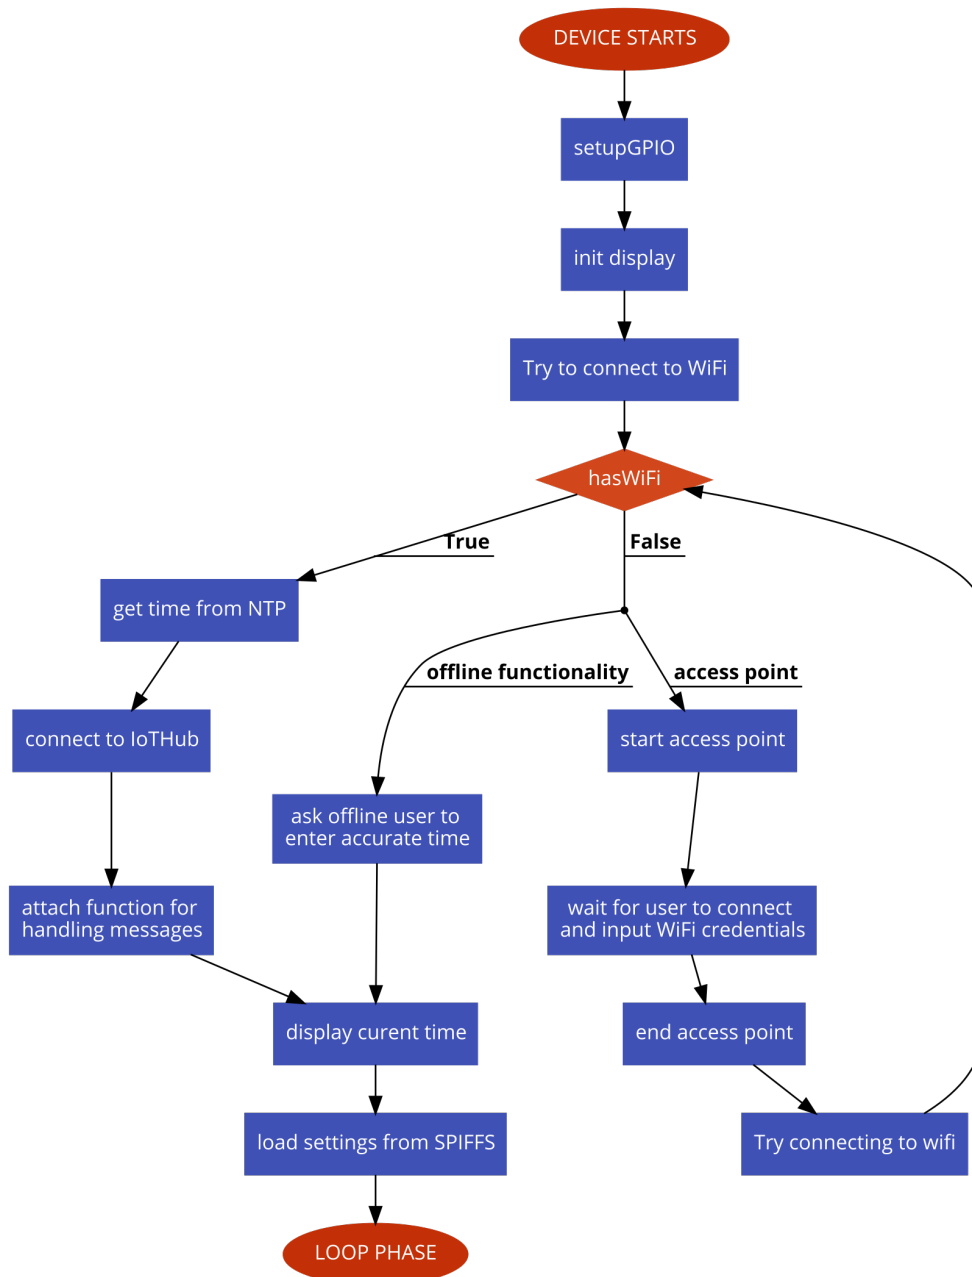 DEVICE STARTS
setupGPIO
init display
Try to connect to WiFi
hasWiFi
True
False
get time from NTP
offline functionality
access point
connect to IoTHub
start access point
ask offline user to
enter accurate time
attach function for
handling messages
wait for user to connect
and input WiFi credentials
display curent time
end access point
load settings from SPIFFS
Try connecting to wifi
LOOP PHASE